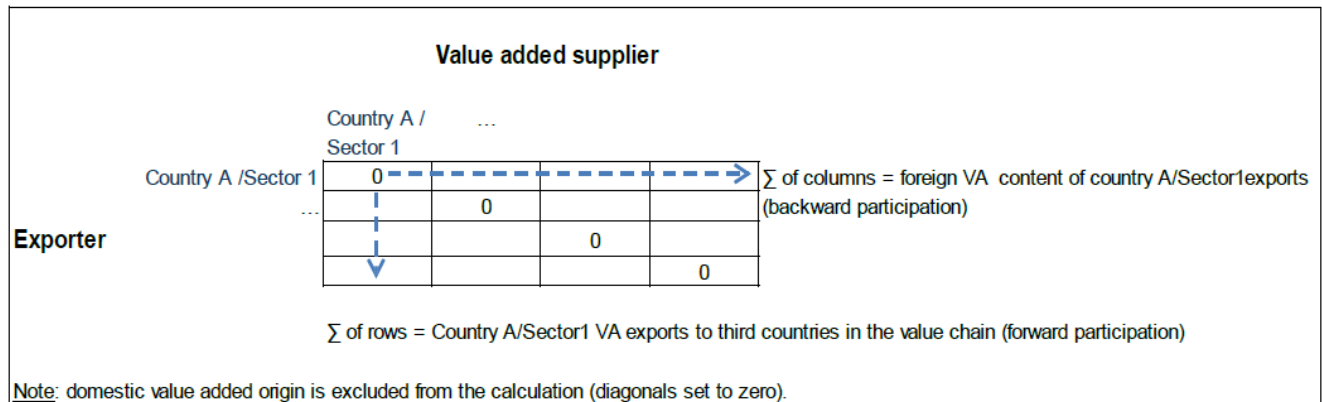 Value added supplier
Country A / ...
Sector 1
Country A /Sector 1 0 ∑ of columns = foreign VA content of country A/Sector1exports
... 0 (backward participation)
Exporter 0
0
∑ of rows = Country A/Sector1 VA exports to third countries in the value chain (forward participation)
Note: domestic value added origin is excluded from the calculation (diagonals set to zero).